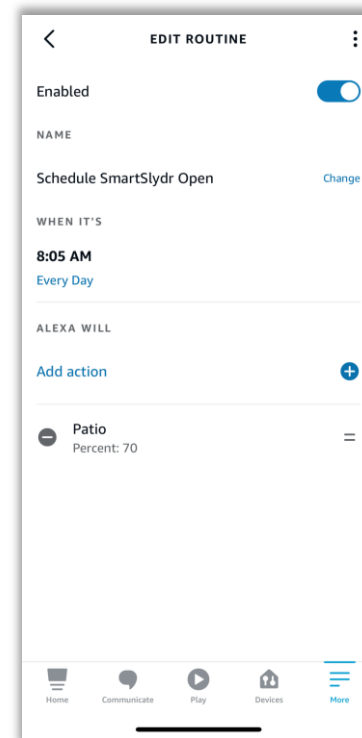 EDIT ROUTINE
Enabled
NAME
Schedule SmartSlydr Open Change
WHEN IT'S
8:05 AM
Every Day
ALEXA WILL
Add action
Patio
Percent: 70
Home Communicate Play Devices More